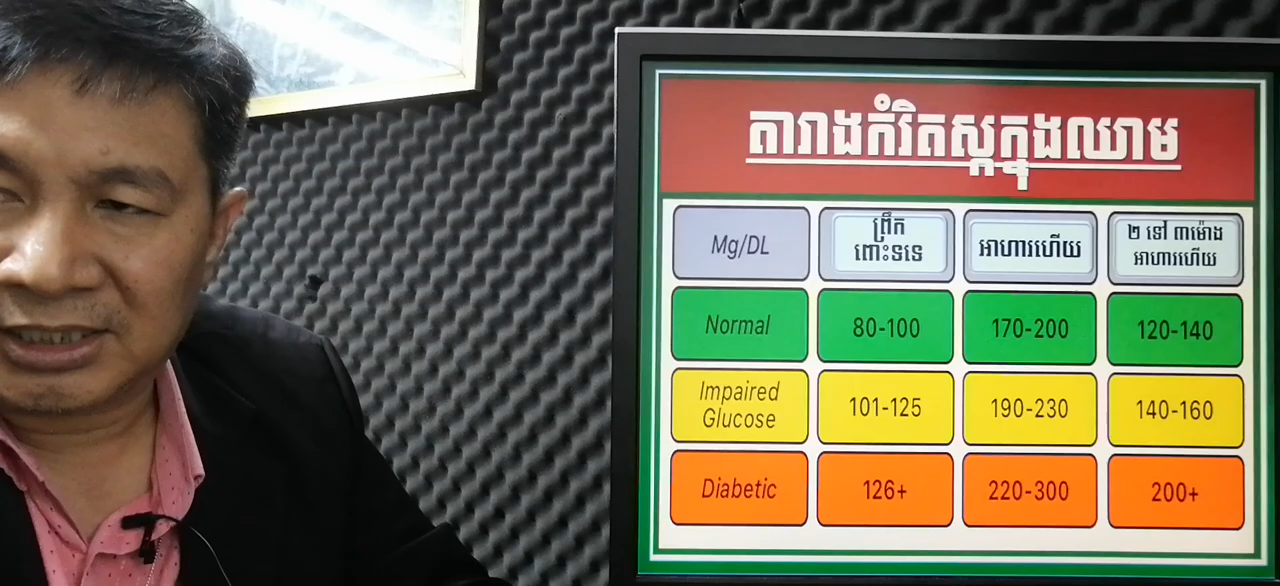 តារាងកំរិតស្ករក្នុងឈាម
Mg/DL
ព្រឹក
ពោះទទេ
អាហារហើយ
២ ទៅ ៣ម៉ោង
អាហារហើយ
Normal
80-100
170-200
120-140
Impaired
Glucose
101-125
190-230
140-160
Diabetic
126+
220-300
200+